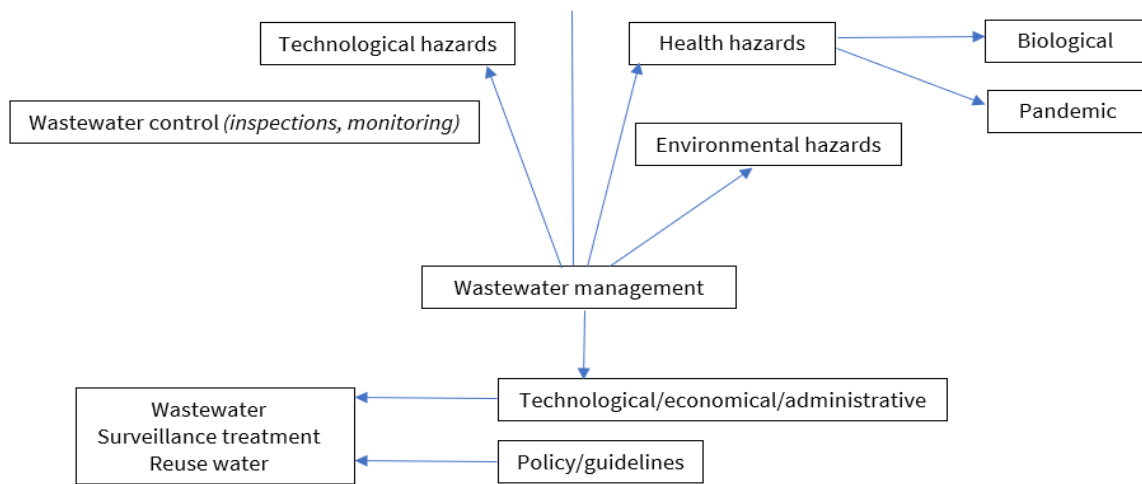 Technological hazards
Health hazards
Biological
Wastewater control (inspections, monitoring)
Pandemic
Environmental hazards
Wastewater management
Technological/economical/administrative
Wastewater
Surveillance treatment
Reuse water
Policy/guidelines